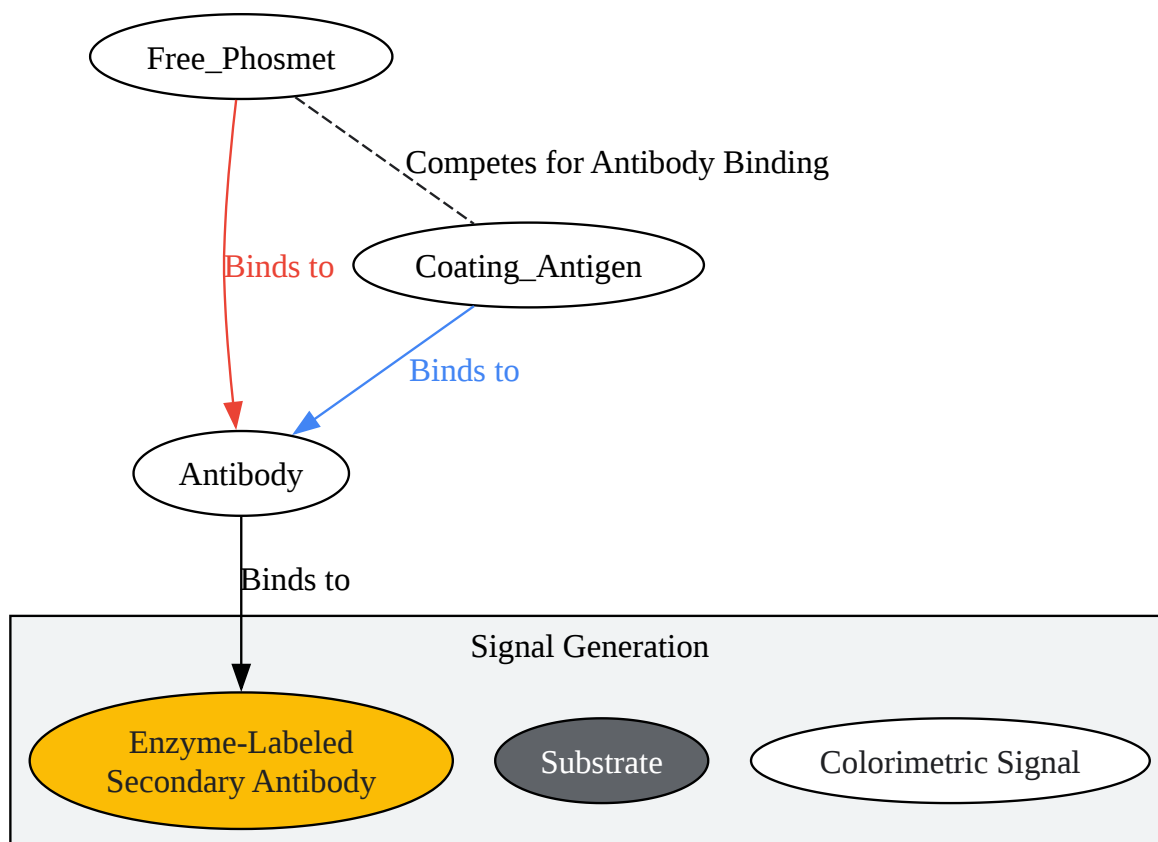 Free_Phosmet
Competes for Antibody Binding
Binds to
Coating_Antigen
Binds to
Antibody
Binds to
Signal Generation
Enzyme-Labeled
Secondary Antibody
Substrate
Colorimetric Signal